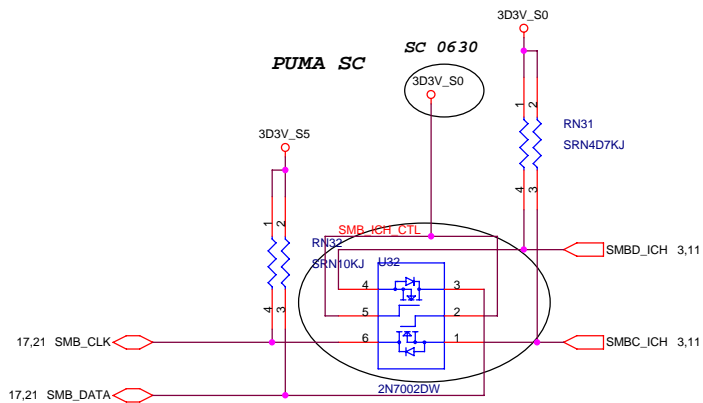 3D3V_S0
SC 0630
PUMA SC
3D3V_S0
1
2
RN31
SRN4D7KJ
3D3V_S5
4
3
1
2
SMB_ICH_CTL
RN32
SRN10KJ
SMBD_ICH 3,11
U32
4
3
5
2
4
3
6
1
17,21 SMB_CLK
SMBC_ICH 3,11
2N7002DW
17,21 SMB_DATA